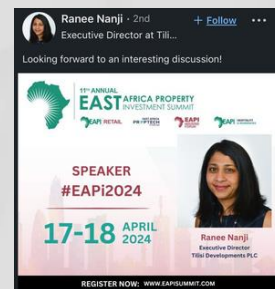 Ranee Nanji · 2nd
+ Follow ...
Executive Director at Tili...
Looking forward to an interesting discussion!
11TH ANNUAL
EAST AFRICA PROPERTY
INVESTMENT SUMMIT
EAPI RETAIL
PROPTECH
EAPI
EAPI
SPEAKER
#EAPi2024
17-18 APRIL
2024
Ranee Nanji
Executive Director
Tilisi Developments PLC
REGISTER NOW: WWW.EAPISUMMIT.COM